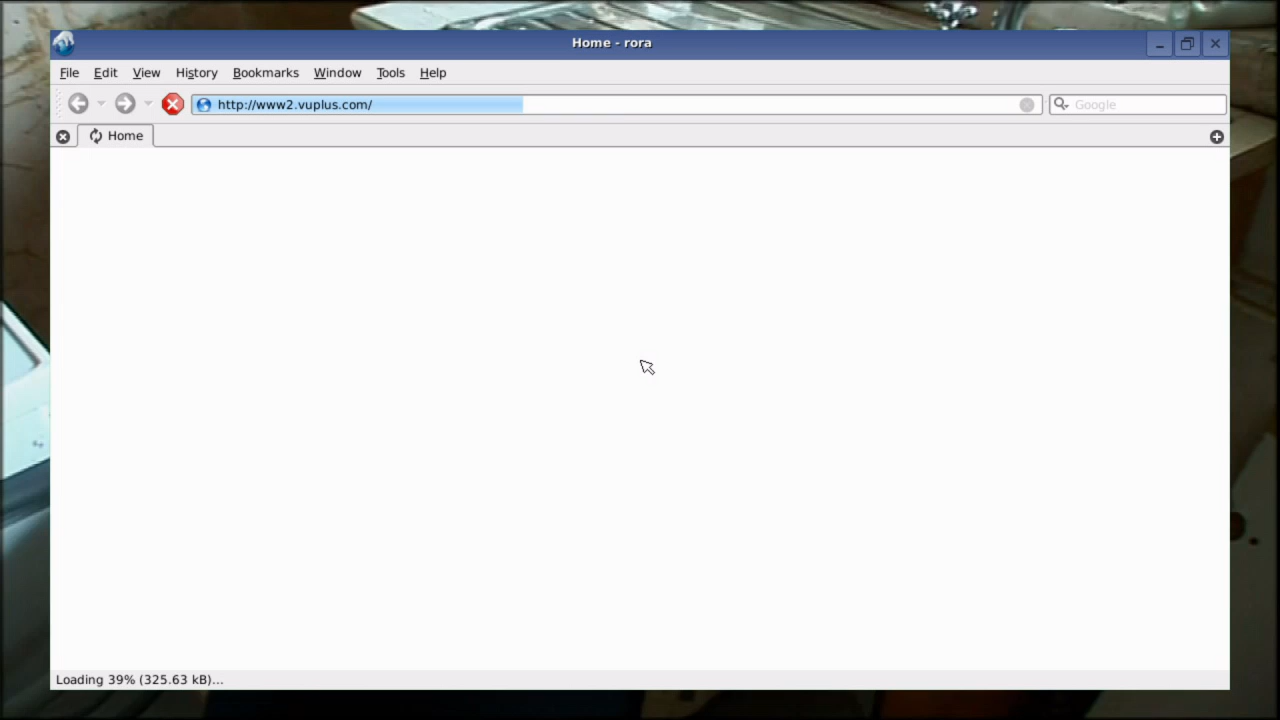 Home - rora
File Edit View History Bookmarks Window Tools Help
http://www2.vuplus.com/ Google
Home
Loading 39% (325.63 kB)...